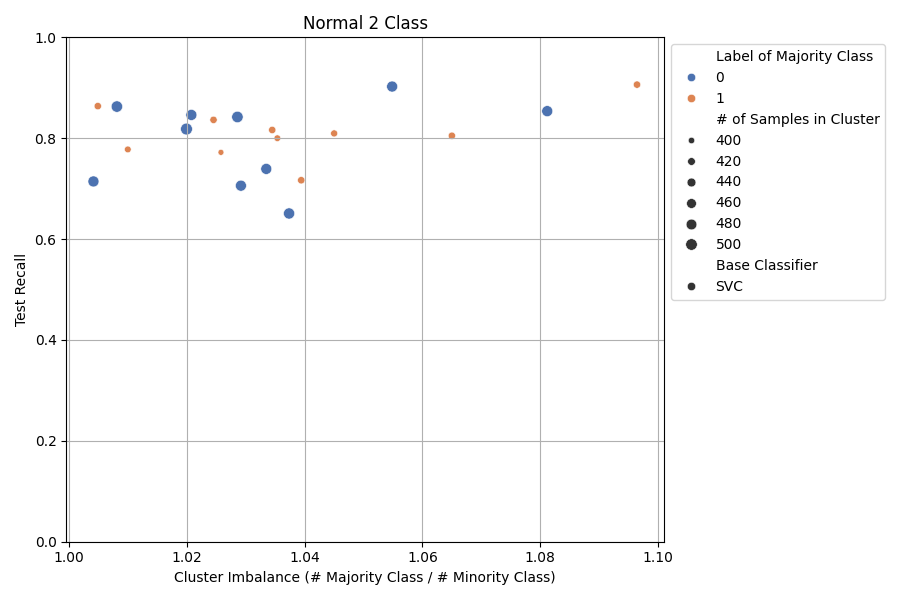 Normal 2 Class
1.0
0.8
0.6
0.4
0.2
0.0
Test Recall
1.00
1.02
1.04
1.06
1.08
1.10
Cluster Imbalance (# Majority Class / # Minority Class)
Label of Majority Class
0
1
# of Samples in Cluster
400
420
440
460
480
500
Base Classifier
SVC